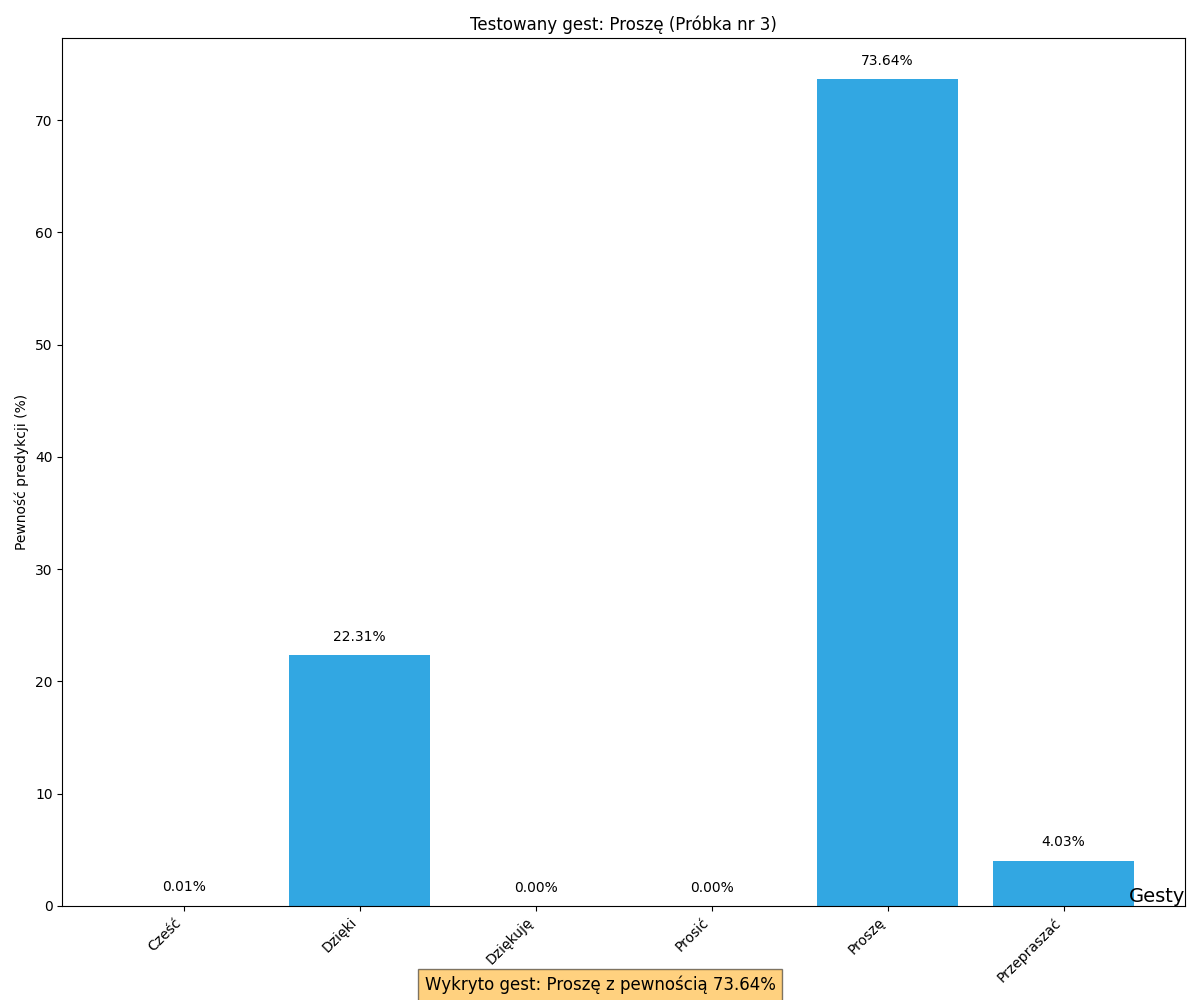 Testowany gest: Proszę (Próbka nr 3)
73.64%
70
60
50
Pewność predykcji (%)
40
30
22.31%
20
10
4.03%
0.01%
0.00%
0.00%
Gesty
0
Cześć
Dzięki
Dziękuję
Prosić
Proszę
Przepraszać
Wykryto gest: Proszę z pewnością 73.64%